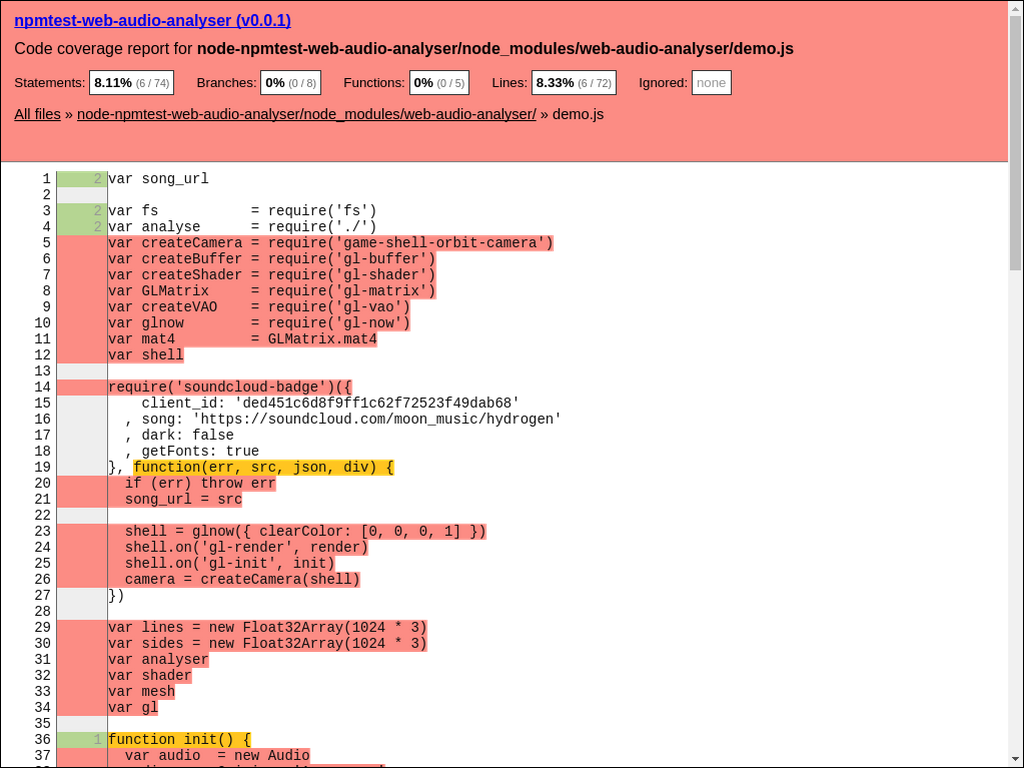 npmtest-web-audio-analyser (v0.0.1)
Code coverage report for node-npmtest-web-audio-analyser/node_modules/web-audio-analyser/demo.js
Statements: 8.11% (6 / 74) Branches: 0% (0 / 8) Functions: 0% (0 / 5) Lines: 8.33% (6 / 72) Ignored: none
All files » node-npmtest-web-audio-analyser/node_modules/web-audio-analyser/ » demo.js
1 2 var song_url
2
3 2 var fs           = require('fs')
4 2 var analyse      = require('./')
5 var createCamera = require('game-shell-orbit-camera')
6 var createBuffer = require('gl-buffer')
7 var createShader = require('gl-shader')
8 var GLMatrix     = require('gl-matrix')
9 var createVAO    = require('gl-vao')
10 var glnow        = require('gl-now')
11 var mat4         = GLMatrix.mat4
12 var shell
13
14 require('soundcloud-badge')({
15     client_id: 'ded451c6d8f9ff1c62f72523f49dab68'
16   , song: 'https://soundcloud.com/moon_music/hydrogen'
17   , dark: false
18   , getFonts: true
19 }, function(err, src, json, div) {
20   if (err) throw err
21   song_url = src
22
23   shell = glnow({ clearColor: [0, 0, 0, 1] })
24   shell.on('gl-render', render)
25   shell.on('gl-init', init)
26   camera = createCamera(shell)
27 })
28
29 var lines = new Float32Array(1024 * 3)
30 var sides = new Float32Array(1024 * 3)
31 var analyser
32 var shader
33 var mesh
34 var gl
35
36 1 function init() {
37   var audio  = new Audio